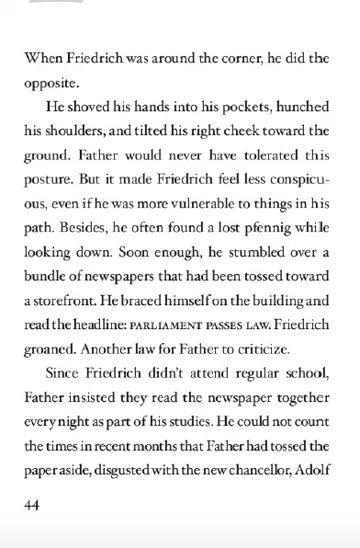 When Friedrich was around the corner, he did the
opposite.
He shoved his hands into his pockets, hunched
his shoulders, and tilted his right cheek toward the
ground. Father would never have tolerated this
posture. But it made Friedrich feel less conspicu-
ous, even if he was more vulnerable to things in his
path. Besides, he often found a lost pfennig while
looking down. Soon enough, he stumbled over a
bundle of newspapers that had been tossed toward
a storefront. He braced himself on the building and
read the headline: PARLIAMENT PASSES LAW. Friedrich
groaned. Another law for Father to criticize.
Since Friedrich didn't attend regular school,
Father insisted they read the newspaper together
every night as part of his studies. He could not count
the times in recent months that Father had tossed the
paper aside, disgusted with the new chancellor, Adolf
44